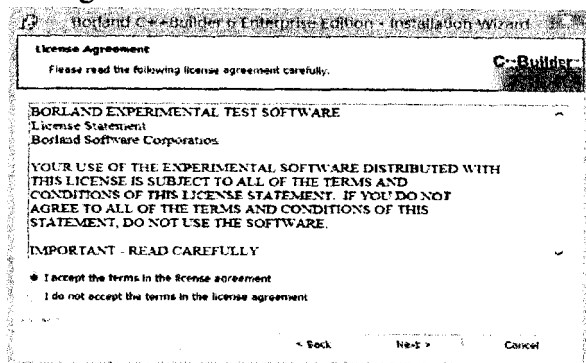 Borland C++Builder 6 Enterprise Edition - Installation Wizard
License Agreement
Please read the following license agreement carefully.
C++Builder
BORLAND EXPERIMENTAL TEST SOFTWARE
License Statement
Borland Software Corporation
YOUR USE OF THE EXPERIMENTAL SOFTWARE DISTRIBUTED WITH
THIS LICENSE IS SUBJECT TO ALL OF THE TERMS AND
CONDITIONS OF THIS LICENSE STATEMENT. IF YOU DO NOT
AGREE TO ALL OF THE TERMS AND CONDITIONS OF THIS
STATEMENT, DO NOT USE THE SOFTWARE.
IMPORTANT - READ CAREFULLY
I accept the terms in the license agreement
I do not accept the terms in the license agreement
< Back Next > Cancel